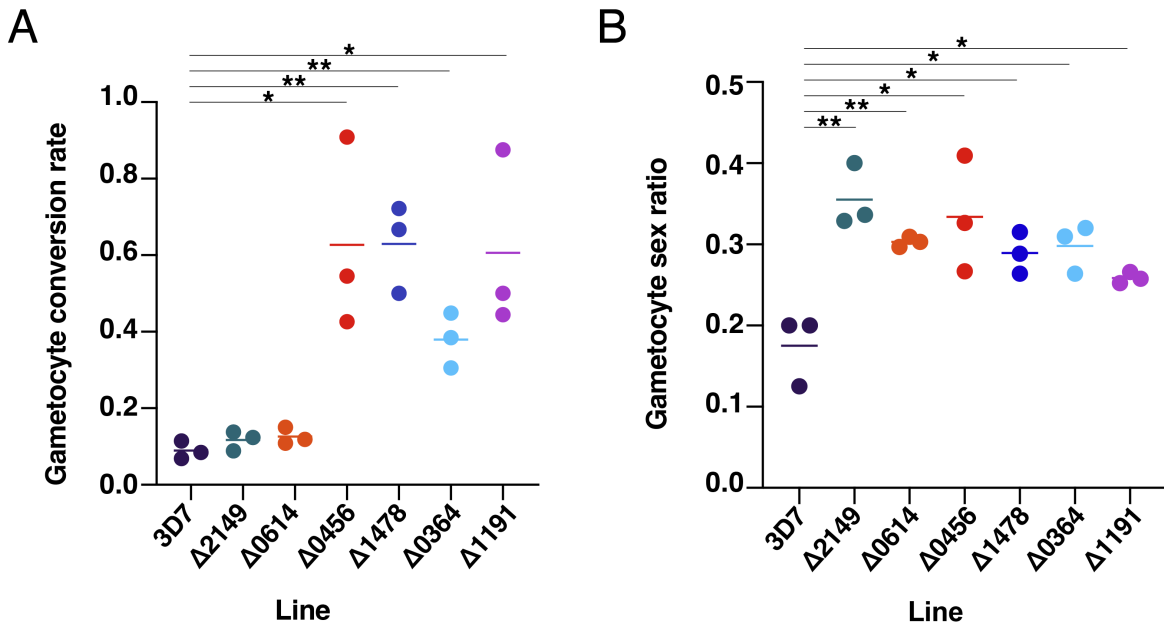 A
*
**
**
*
1.0
0.8
0.6
0.4
0.2
0.0
Gametocyte conversion rate
3D7
Δ2149
Δ0614
Δ0456
Δ1478
Δ0364
Δ1191
Line
B
*
*
*
*
**
**
0.5
0.4
0.3
0.2
0.1
0.0
Gametocyte sex ratio
3D7
Δ2149
Δ0614
Δ0456
Δ1478
Δ0364
Δ1191
Line